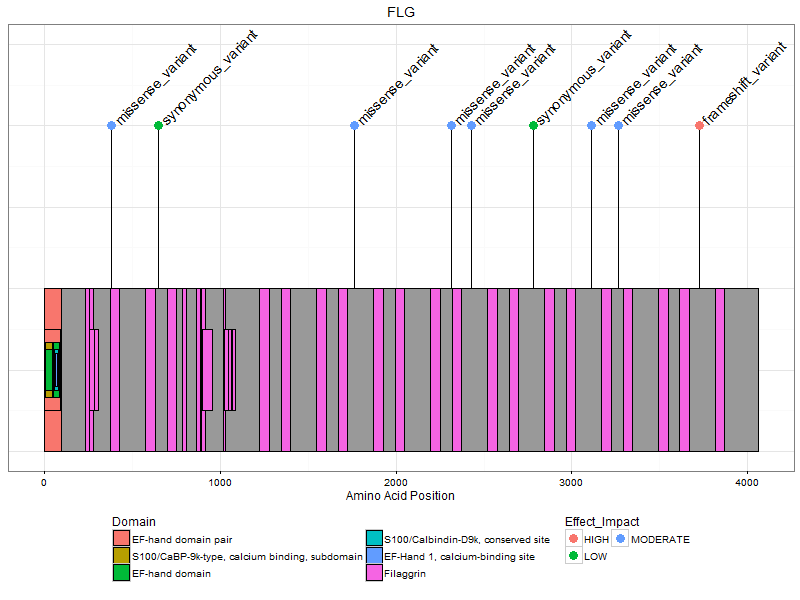 FLG
missense_variant
synonymous_variant
missense_variant
missense_variant
missense_variant
synonymous_variant
missense_variant
missense_variant
frameshift_variant
0 1000 2000 3000 4000
Amino Acid Position
Domain
EF-hand domain pair
S100/CaBP-9k-type, calcium binding, subdomain
EF-hand domain
S100/Calbindin-D9k, conserved site
EF-Hand 1, calcium-binding site
Filaggrin
Effect_Impact
HIGH MODERATE
LOW